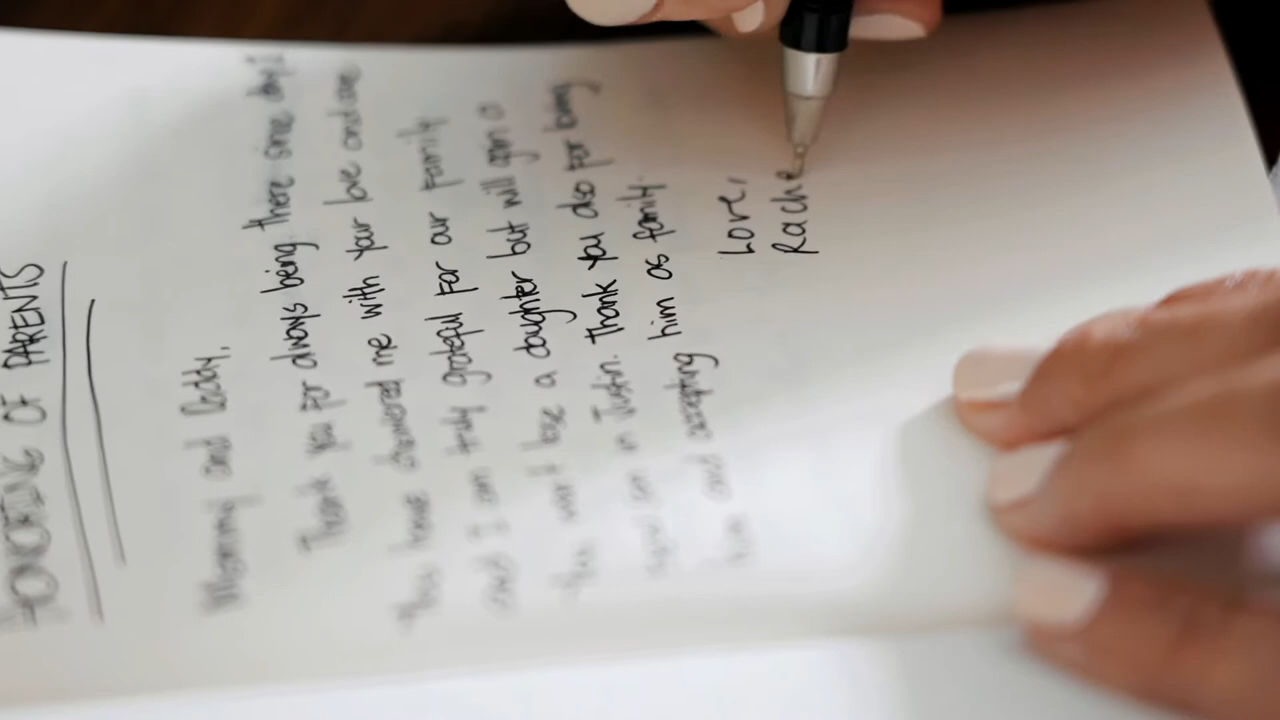 HONORING OF PARENTS
Mommy and Daddy,
Thank you for always being there since day 1
You have showered me with your love and care
and I am truly grateful for our family
You won't lose a daughter but will gain a
son in Justin. Thank you also for loving
him and accepting him as family.
Love,
Rache